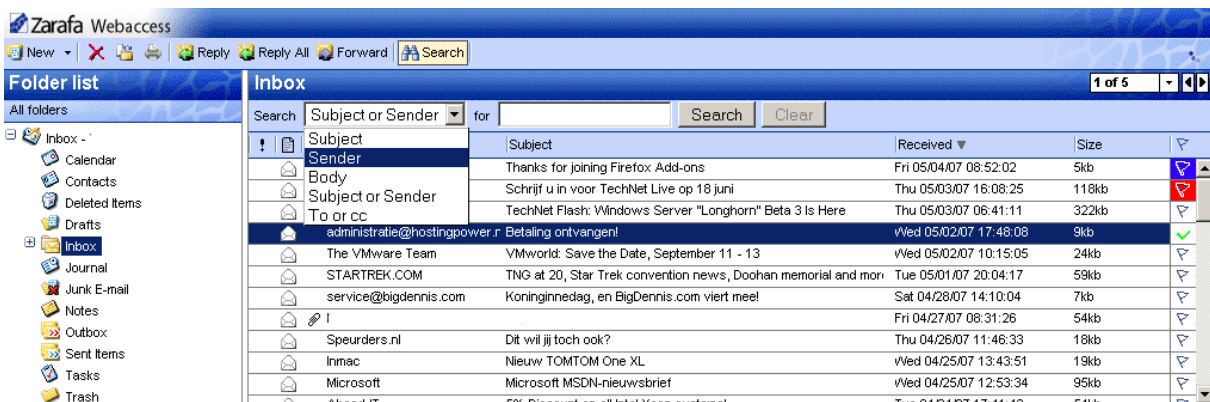 Zarafa Webaccess
New Reply Reply All Forward Search
Folder list
All folders
Inbox -
Calendar
Contacts
Deleted Items
Drafts
Inbox
Journal
Junk E-mail
Notes
Outbox
Sent Items
Tasks
Trash
Inbox 1 of 5
Search Subject or Sender for Search Clear
Subject
Sender
Body
Subject or Sender
To or cc
! Subject Received Size
Thanks for joining Firefox Add-ons Fri 05/04/07 08:52:02 5kb
Schrijf u in voor TechNet Live op 18 juni Thu 05/03/07 16:08:25 118kb
TechNet Flash: Windows Server "Longhorn" Beta 3 Is Here Thu 05/03/07 06:41:11 322kb
administratie@hostingpower.r Betaling ontvangen! Wed 05/02/07 17:48:08 9kb
The VMware Team VMworld: Save the Date, September 11 - 13 Wed 05/02/07 10:15:05 24kb
STARTREK.COM TNG at 20, Star Trek convention news, Doohan memorial and more Tue 05/01/07 20:04:17 59kb
service@bigdennis.com Koninginnedag, en BigDennis.com viert mee! Sat 04/28/07 14:10:04 7kb
Fri 04/27/07 08:31:26 54kb
Speurders.nl Dit wil jij toch ook? Thu 04/26/07 11:46:33 18kb
Inmac Nieuw TOMTOM One XL Wed 04/25/07 13:43:51 19kb
Microsoft Microsoft MSDN-nieuwsbrief Wed 04/25/07 12:53:34 95kb